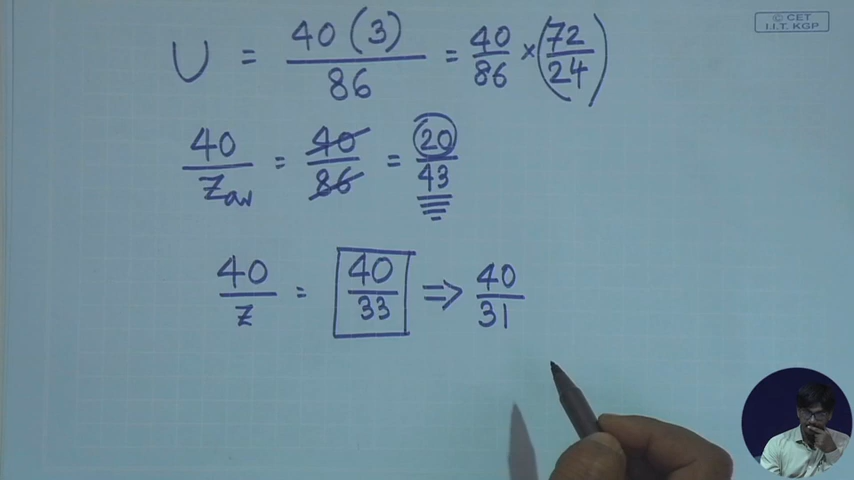 © CET
I.I.T. KGP
U = 40 (3) / 86 = 40/86 × (72/24)
40/Zav = 40/86 = 20/43
40/z = 40/33 ⇒ 40/31